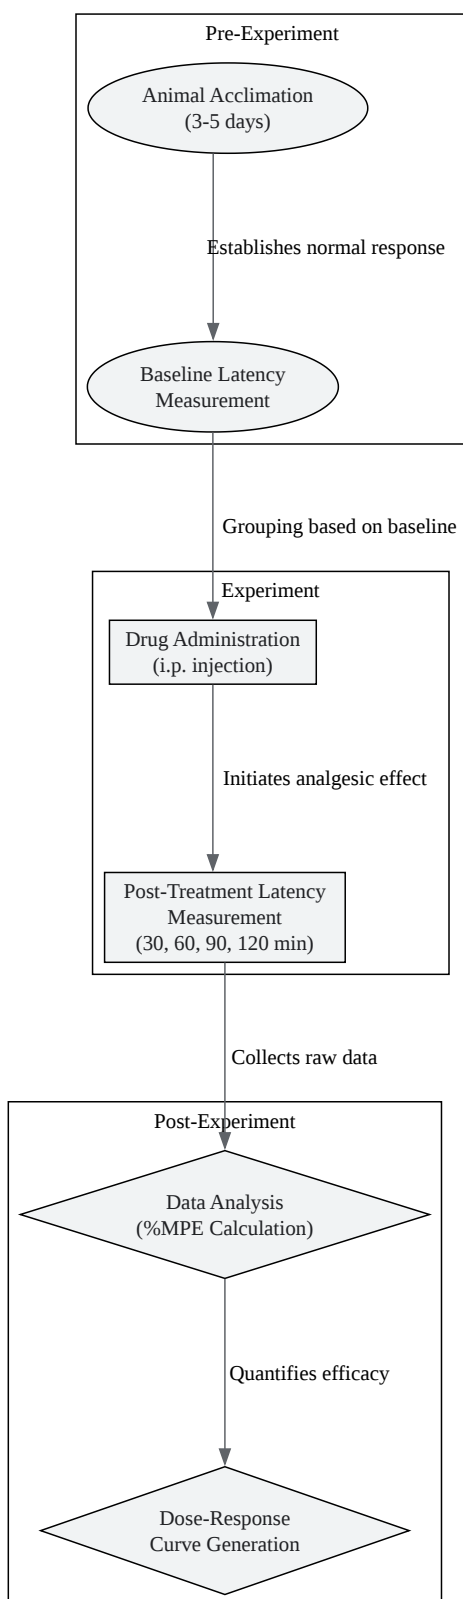 Pre-Experiment
Animal Acclimation
(3-5 days)
Establishes normal response
Baseline Latency
Measurement
Grouping based on baseline
Experiment
Drug Administration
(i.p. injection)
Initiates analgesic effect
Post-Treatment Latency
Measurement
(30, 60, 90, 120 min)
Collects raw data
Post-Experiment
Data Analysis
(%MPE Calculation)
Quantifies efficacy
Dose-Response
Curve Generation